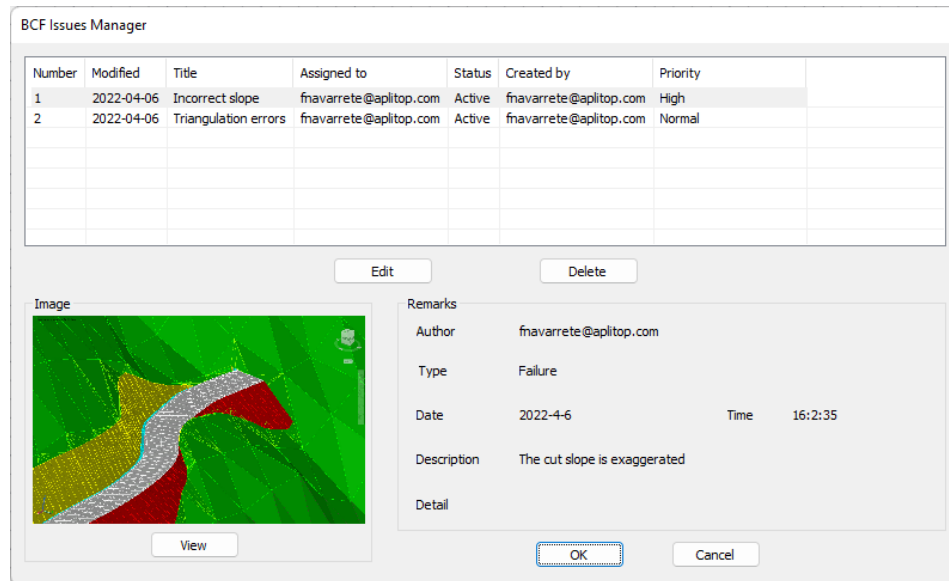 BCF Issues Manager
Number Modified Title Assigned to Status Created by Priority
1 2022-04-06 Incorrect slope fnavarrete@aplitop.com Active fnavarrete@aplitop.com High
2 2022-04-06 Triangulation errors fnavarrete@aplitop.com Active fnavarrete@aplitop.com Normal
Edit Delete
Image
View
Remarks
Author fnavarrete@aplitop.com
Type Failure
Date 2022-4-6 Time 16:2:35
Description The cut slope is exaggerated
Detail
OK Cancel